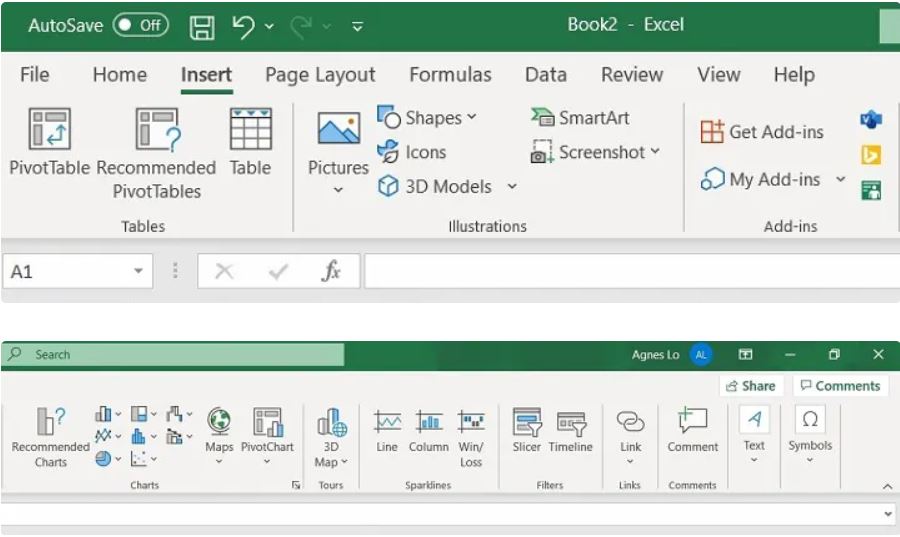 AutoSave Off Book2 - Excel
File Home Insert Page Layout Formulas Data Review View Help
PivotTable Recommended PivotTables Table
Tables
Pictures Shapes Icons 3D Models SmartArt Screenshot
Illustrations
Get Add-ins
My Add-ins
Add-ins
A1 fx
Search Agnes Lo AL
Share Comments
Recommended Charts Maps PivotChart
Charts
3D Map
Tours
Line Column Win/Loss
Sparklines
Slicer Timeline
Filters
Link
Links
Comment
Comments
Text
Symbols